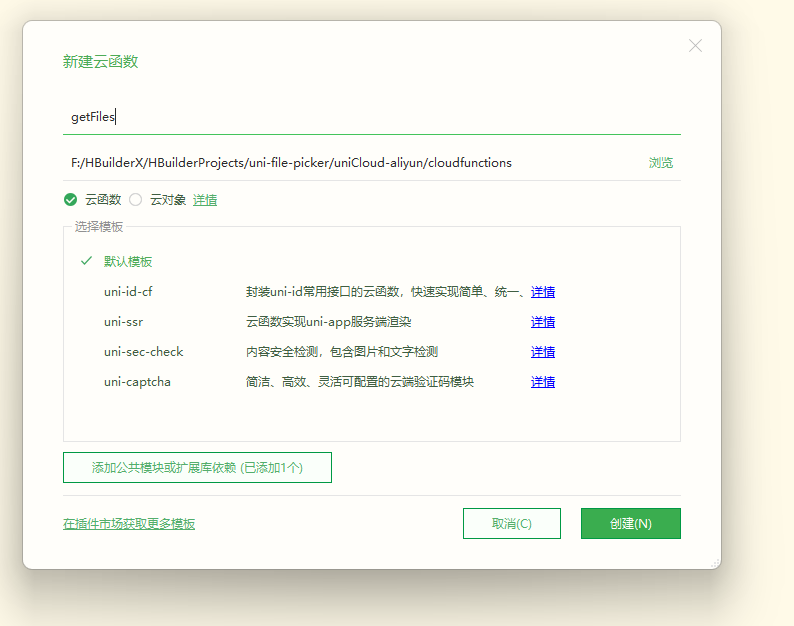 新建云函数
getFiles
F:/HBuilderX/HBuilderProjects/uni-file-picker/uniCloud-aliyun/cloudfunctions 浏览
云函数 云对象 详情
选择模板
默认模板
uni-id-cf 封装uni-id常用接口的云函数，快速实现简单、统一、 详情
uni-ssr 云函数实现uni-app服务端渲染 详情
uni-sec-check 内容安全检测，包含图片和文字检测 详情
uni-captcha 简洁、高效、灵活可配置的云端验证码模块 详情
添加公共模块或扩展库依赖 (已添加1个)
在插件市场获取更多模板 取消(C) 创建(N)